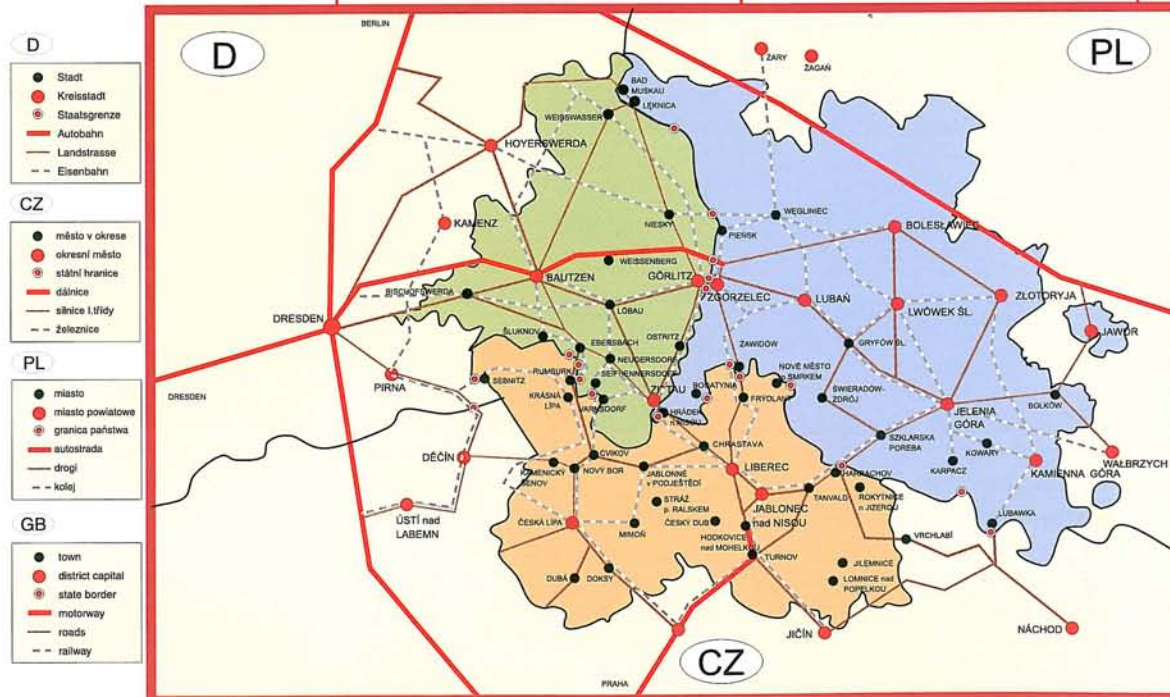 D
Stadt
Kreisstadt
Staatsgrenze
Autobahn
Landstrasse
Eisenbahn
CZ
město v okrese
okresní město
státní hranice
dálnice
silnice I.třídy
železnice
PL
miasto
miasto powiatowe
granica państwa
autostrada
drogi
kolej
GB
town
district capital
state border
motorway
roads
railway
BERLIN
D
PL
ŻARY
ŻAGAŃ
BAD
MUSKAU
ŁĘKNICA
WEISSWASSER
HOYERSWERDA
KAMENZ
NIESKY
WĘGLINIEC
PIEŃSK
BOLESŁAWIEC
WEISSENBERG
BAUTZEN
GÖRLITZ
ZGORZELEC
BISCHOFSWERDA
LÖBAU
LUBAŃ
LWÓWEK ŚL.
ZŁOTORYJA
DRESDEN
JAWOR
ŠLUKNOV
EBERSBACH
OSTRITZ
NEUGERSDORF
ZAWIDÓW
GRYFÓW ŚL.
PIRNA
SEBNITZ
RUMBURK
SEIFHENNERSDORF
NOVÉ MĚSTO
p.SMRKEM
DRESDEN
KRÁSNÁ
LÍPA
VARNSDORF
ZITTAU
BOGATYNIA
FRÝDLANT
ŚWIERADÓW-
ZDRÓJ
JELENIA
GÓRA
BOLKÓW
HRÁDEK
n.NISOU
CHRASTAVA
SZKLARSKA
PORĘBA
KOWARY
KARPACZ
KAMIENNA GÓRA
WAŁBRZYCH
DĚČÍN
CVIKOV
KAMENICKÝ
ŠENOV
NOVÝ BOR
JABLONNÉ
v PODJEŠTĚDÍ
LIBEREC
HARRACHOV
TANVALD
ROKYTNICE
n.JIZEROU
ÚSTÍ nad
LABEMN
STRÁŽ
p. RALSKEM
JABLONEC
nad NISOU
ČESKÁ LÍPA
MIMOŇ
ČESKÝ DUB
HODKOVICE
nad MOHELKOU
LUBAWKA
VRCHLABÍ
TURNOV
DUBÁ
DOKSY
JILEMNICE
LOMNICE nad
POPELKOU
JIČÍN
NÁCHOD
CZ
PRAHA